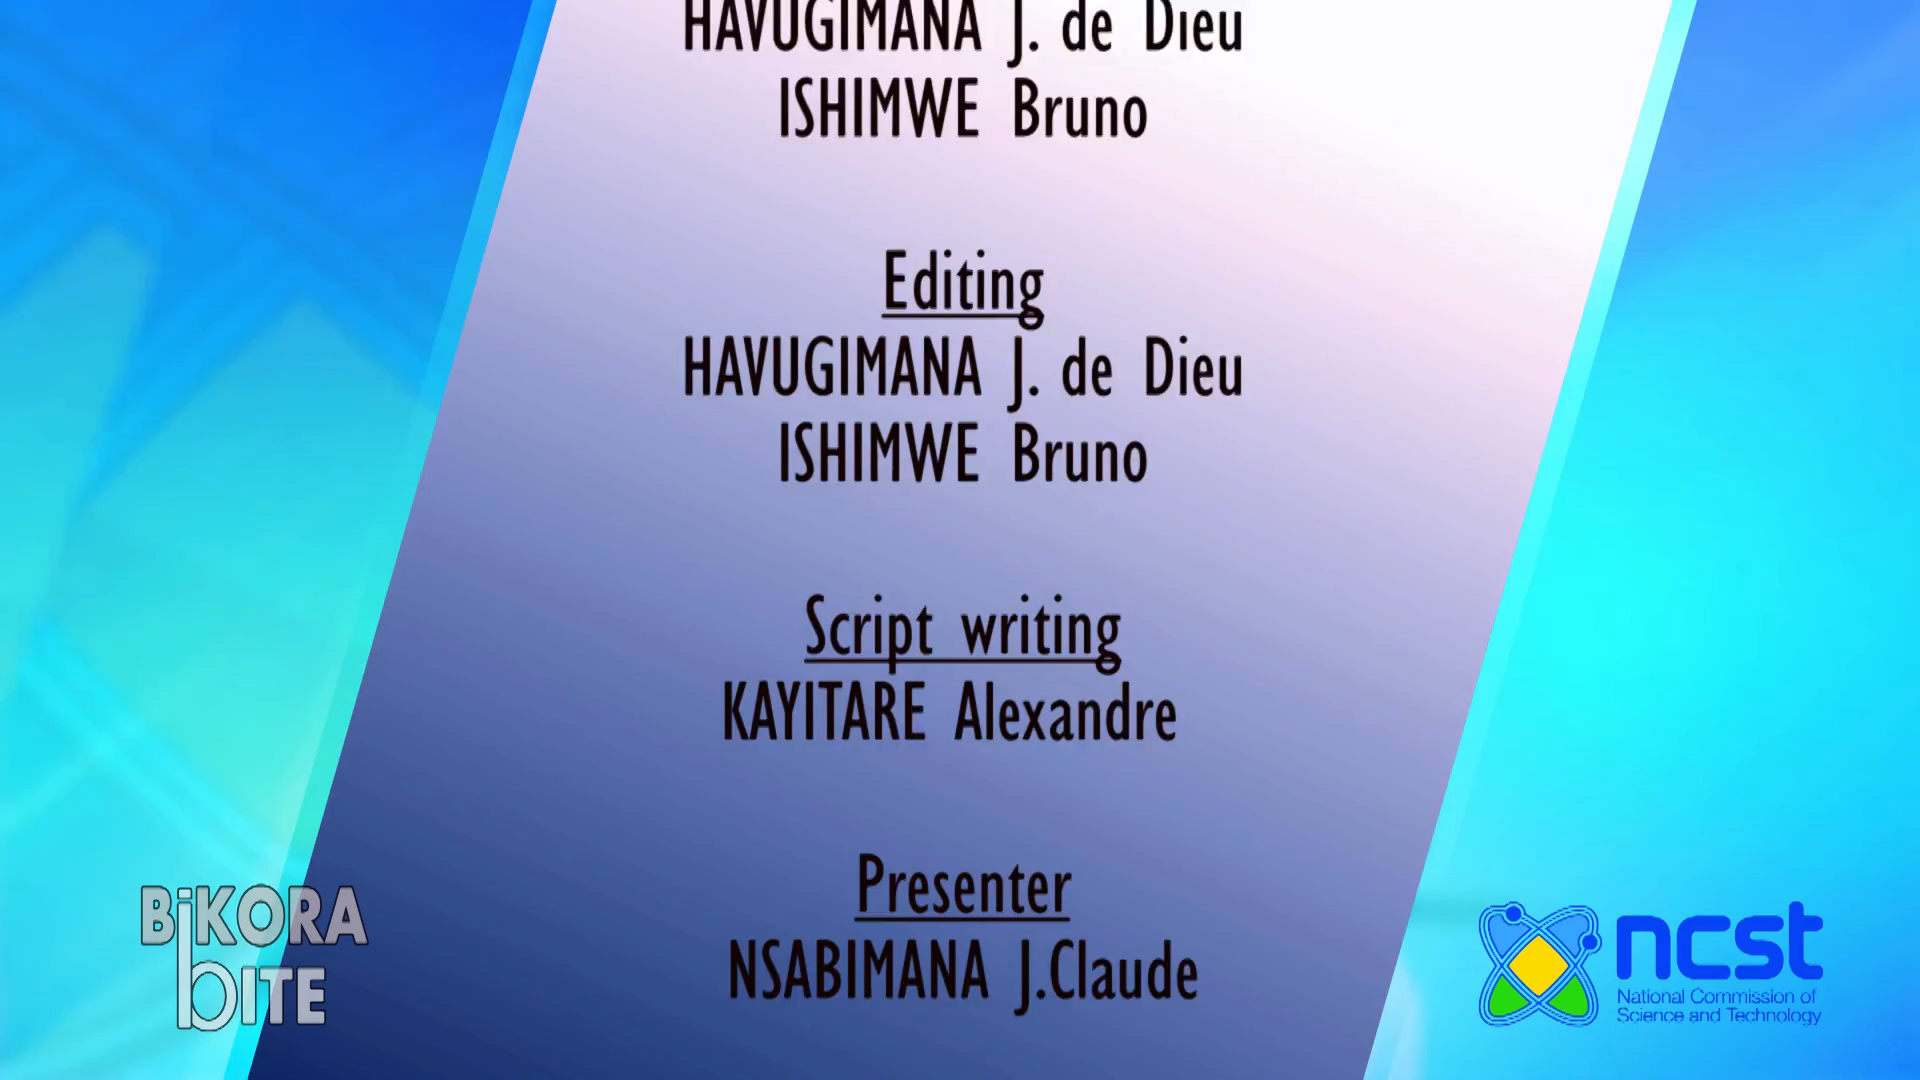 HAVUGIMANA J. de Dieu
ISHIMWE Bruno
Editing
HAVUGIMANA J. de Dieu
ISHIMWE Bruno
Script writing
KAYITARE Alexandre
Presenter
NSABIMANA J.Claude
BiKORA
bITE
ncst
National Commission of
Science and Technology